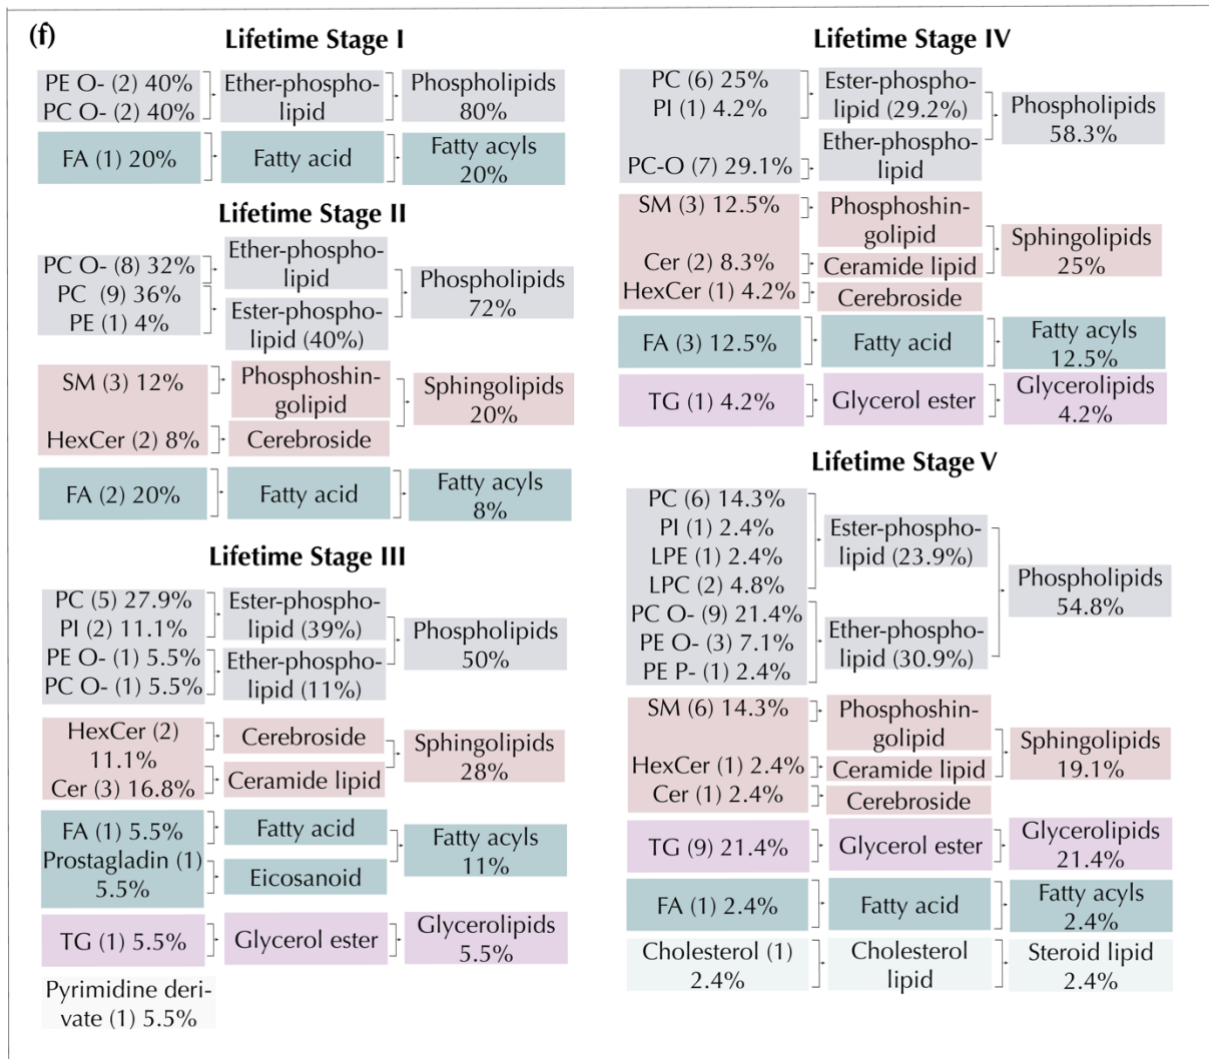 (f)
Lifetime Stage I
PE O- (2) 40%
PC O- (2) 40%
Ether-phospho-
lipid
Phospholipids
80%
FA (1) 20%
Fatty acid
Fatty acyls
20%
Lifetime Stage II
PC O- (8) 32%
PC (9) 36%
PE (1) 4%
Ether-phospho-
lipid
Ester-phospho-
lipid (40%)
Phospholipids
72%
SM (3) 12%
HexCer (2) 8%
Phosphoshin-
golipid
Cerebroside
Sphingolipids
20%
FA (2) 20%
Fatty acid
Fatty acyls
8%
Lifetime Stage III
PC (5) 27.9%
PI (2) 11.1%
PE O- (1) 5.5%
PC O- (1) 5.5%
Ester-phospho-
lipid (39%)
Ether-phospho-
lipid (11%)
Phospholipids
50%
HexCer (2)
11.1%
Cer (3) 16.8%
Cerebroside
Ceramide lipid
Sphingolipids
28%
FA (1) 5.5%
Prostagladin (1)
5.5%
Fatty acid
Eicosanoid
Fatty acyls
11%
TG (1) 5.5%
Glycerol ester
Glycerolipids
5.5%
Pyrimidine deri-
vate (1) 5.5%
Lifetime Stage IV
PC (6) 25%
PI (1) 4.2%
PC-O (7) 29.1%
Ester-phospho-
lipid (29.2%)
Ether-phospho-
lipid
Phospholipids
58.3%
SM (3) 12.5%
Cer (2) 8.3%
HexCer (1) 4.2%
Phosphoshin-
golipid
Ceramide lipid
Cerebroside
Sphingolipids
25%
FA (3) 12.5%
Fatty acid
Fatty acyls
12.5%
TG (1) 4.2%
Glycerol ester
Glycerolipids
4.2%
Lifetime Stage V
PC (6) 14.3%
PI (1) 2.4%
LPE (1) 2.4%
LPC (2) 4.8%
PC O- (9) 21.4%
PE O- (3) 7.1%
PE P- (1) 2.4%
Ester-phospho-
lipid (23.9%)
Ether-phospho-
lipid (30.9%)
Phospholipids
54.8%
SM (6) 14.3%
HexCer (1) 2.4%
Cer (1) 2.4%
Phosphoshin-
golipid
Ceramide lipid
Cerebroside
Sphingolipids
19.1%
TG (9) 21.4%
Glycerol ester
Glycerolipids
21.4%
FA (1) 2.4%
Fatty acid
Fatty acyls
2.4%
Cholesterol (1)
2.4%
Cholesterol
lipid
Steroid lipid
2.4%